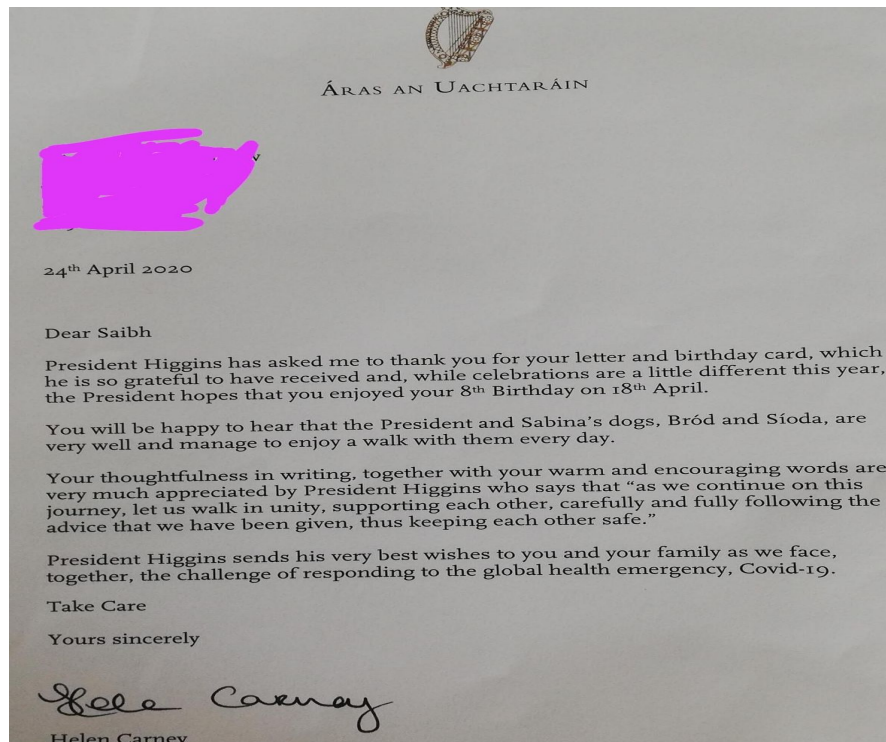 Áras an Uachtaráin
24th April 2020
Dear Saibh
President Higgins has asked me to thank you for your letter and birthday card, which
he is so grateful to have received and, while celebrations are a little different this year,
the President hopes that you enjoyed your 8th Birthday on 18th April.
You will be happy to hear that the President and Sabina's dogs, Bród and Síoda, are
very well and manage to enjoy a walk with them every day.
Your thoughtfulness in writing, together with your warm and encouraging words are
very much appreciated by President Higgins who says that “as we continue on this
journey, let us walk in unity, supporting each other, carefully and fully following the
advice that we have been given, thus keeping each other safe.”
President Higgins sends his very best wishes to you and your family as we face,
together, the challenge of responding to the global health emergency, Covid-19.
Take Care
Yours sincerely
Hele Carney
Helen Carney